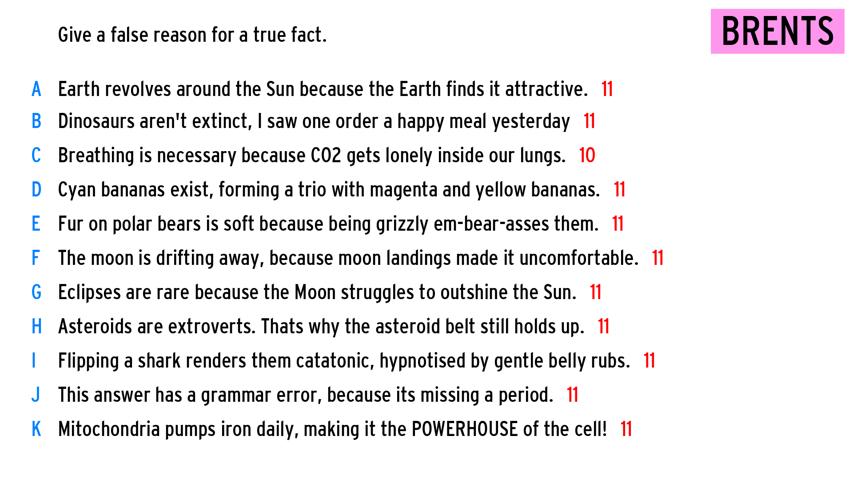 BRENTS
Give a false reason for a true fact.
A Earth revolves around the Sun because the Earth finds it attractive. 11
B Dinosaurs aren't extinct, I saw one order a happy meal yesterday 11
C Breathing is necessary because CO2 gets lonely inside our lungs. 10
D Cyan bananas exist, forming a trio with magenta and yellow bananas. 11
E Fur on polar bears is soft because being grizzly em-bear-asses them. 11
F The moon is drifting away, because moon landings made it uncomfortable. 11
G Eclipses are rare because the Moon struggles to outshine the Sun. 11
H Asteroids are extroverts. Thats why the asteroid belt still holds up. 11
I Flipping a shark renders them catatonic, hypnotised by gentle belly rubs. 11
J This answer has a grammar error, because its missing a period. 11
K Mitochondria pumps iron daily, making it the POWERHOUSE of the cell! 11